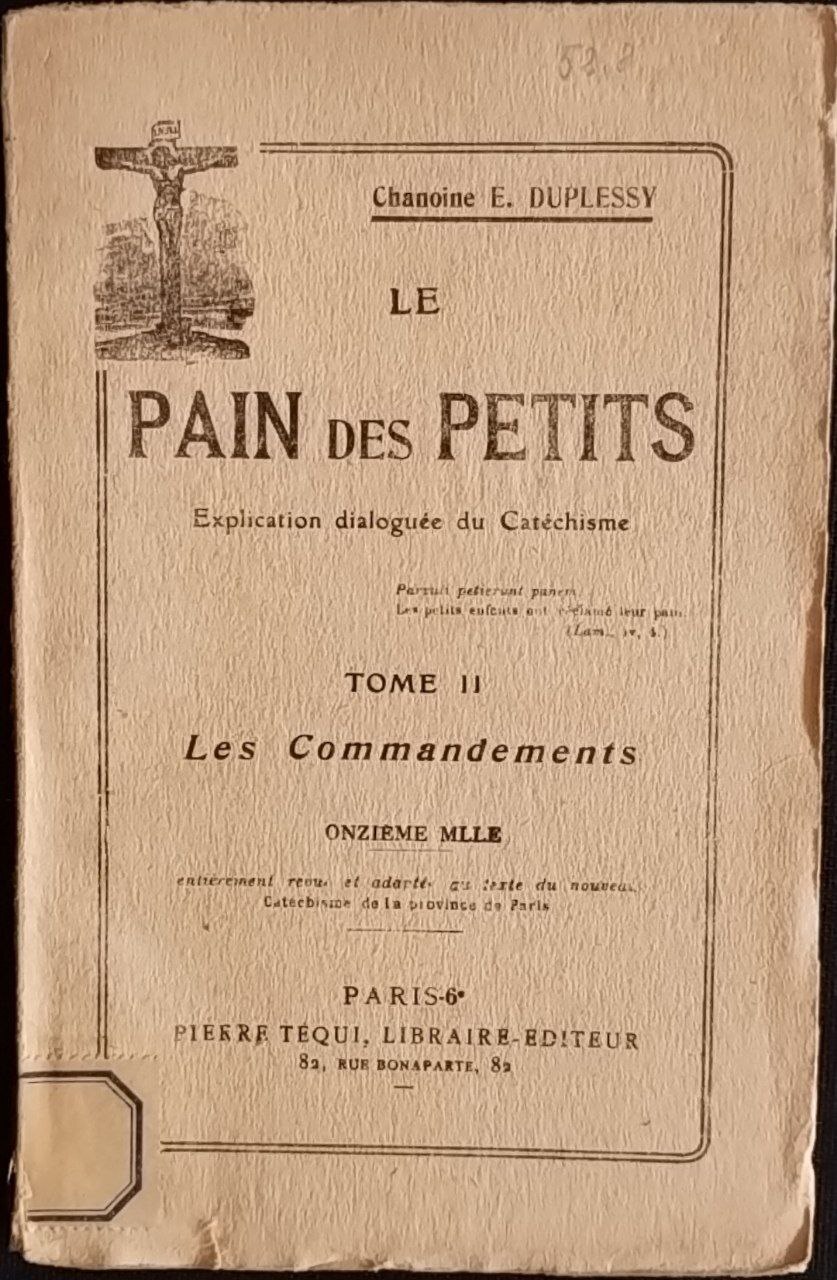 INRI
Chanoine E. DUPLESSY
LE
PAIN DES PETITS
Explication dialoguée du Catéchisme
Parvuli petierunt panem.
Les petits enfants ont réclamé leur pain.
(Lam., IV, 4.)
TOME II
Les Commandements
ONZIÈME MLLE
entièrement revu et adapté au texte du nouveau
Catéchisme de la province de Paris
PARIS-6e
PIERRE TÉQUI, LIBRAIRE-ÉDITEUR
82, RUE BONAPARTE, 82